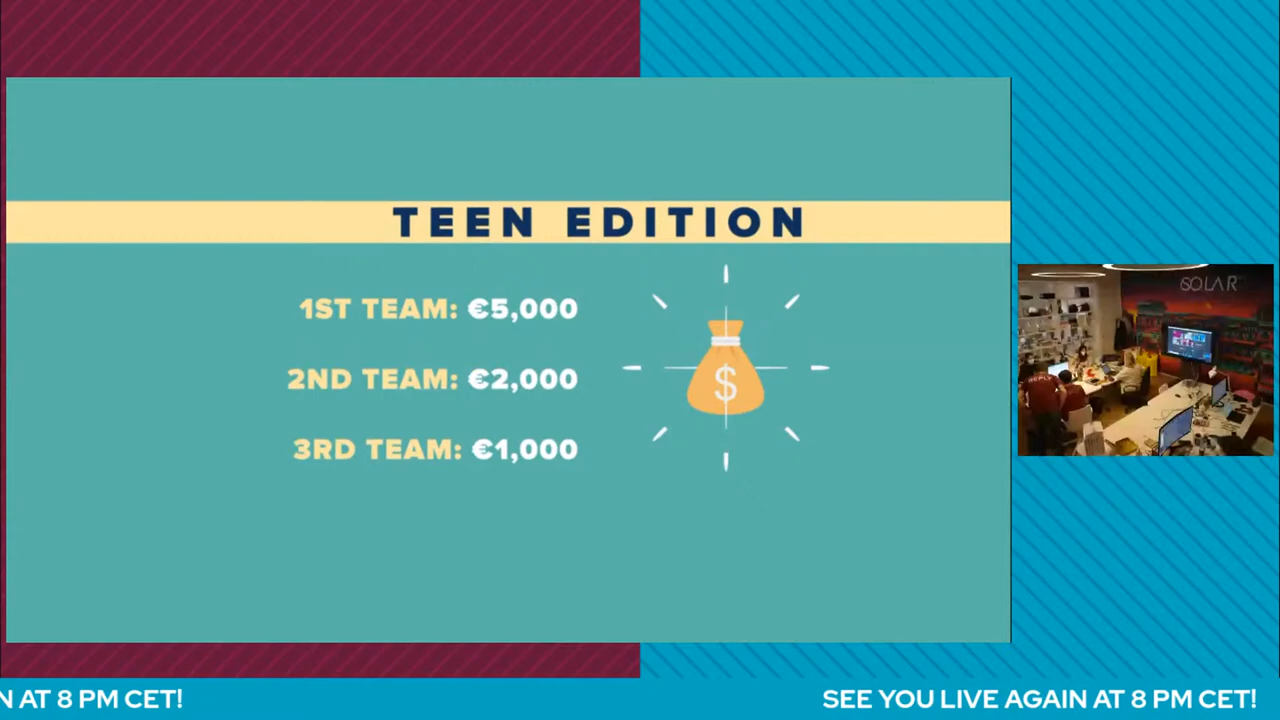 TEEN EDITION
1ST TEAM: €5,000
2ND TEAM: €2,000
3RD TEAM: €1,000
$
SOLAR
N AT 8 PM CET!
SEE YOU LIVE AGAIN AT 8 PM CET!